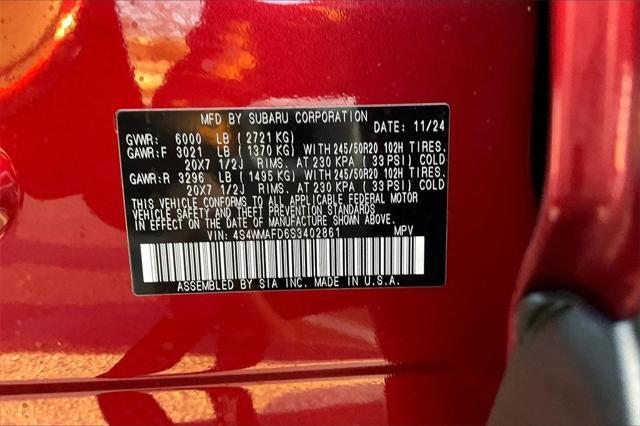 MFD BY SUBARU CORPORATION
DATE: 11/24
GVWR: 6000 LB ( 2721 KG)
GAWR:F 3021 LB ( 1370 KG) WITH 245/50R20 102H TIRES.
20X7 1/2J RIMS. AT 230 KPA ( 33 PSI) COLD
GAWR:R 3296 LB ( 1495 KG) WITH 245/50R20 102H TIRES.
20X7 1/2J RIMS. AT 230 KPA ( 33 PSI) COLD
THIS VEHICLE CONFORMS TO ALL APPLICABLE FEDERAL MOTOR
VEHICLE SAFETY AND THEFT PREVENTION STANDARDS
IN EFFECT ON THE DATE OF MANUFACTURE SHOWN ABOVE.
VIN: 4S4WMAFD6S3402861 MPV
ASSEMBLED BY SIA INC. MADE IN U.S.A.